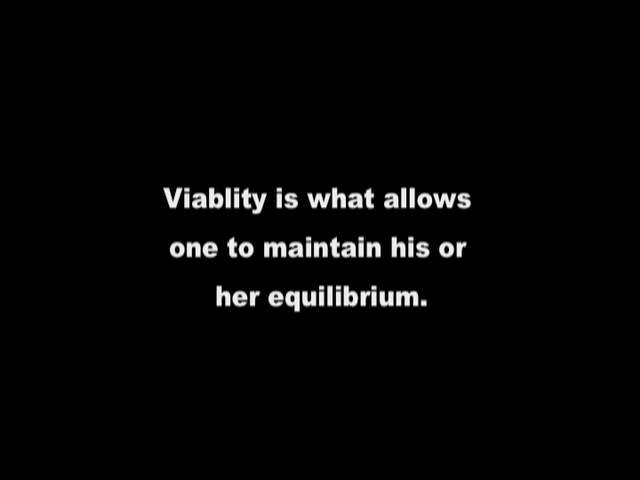 Viablity is what allows
one to maintain his or
her equilibrium.